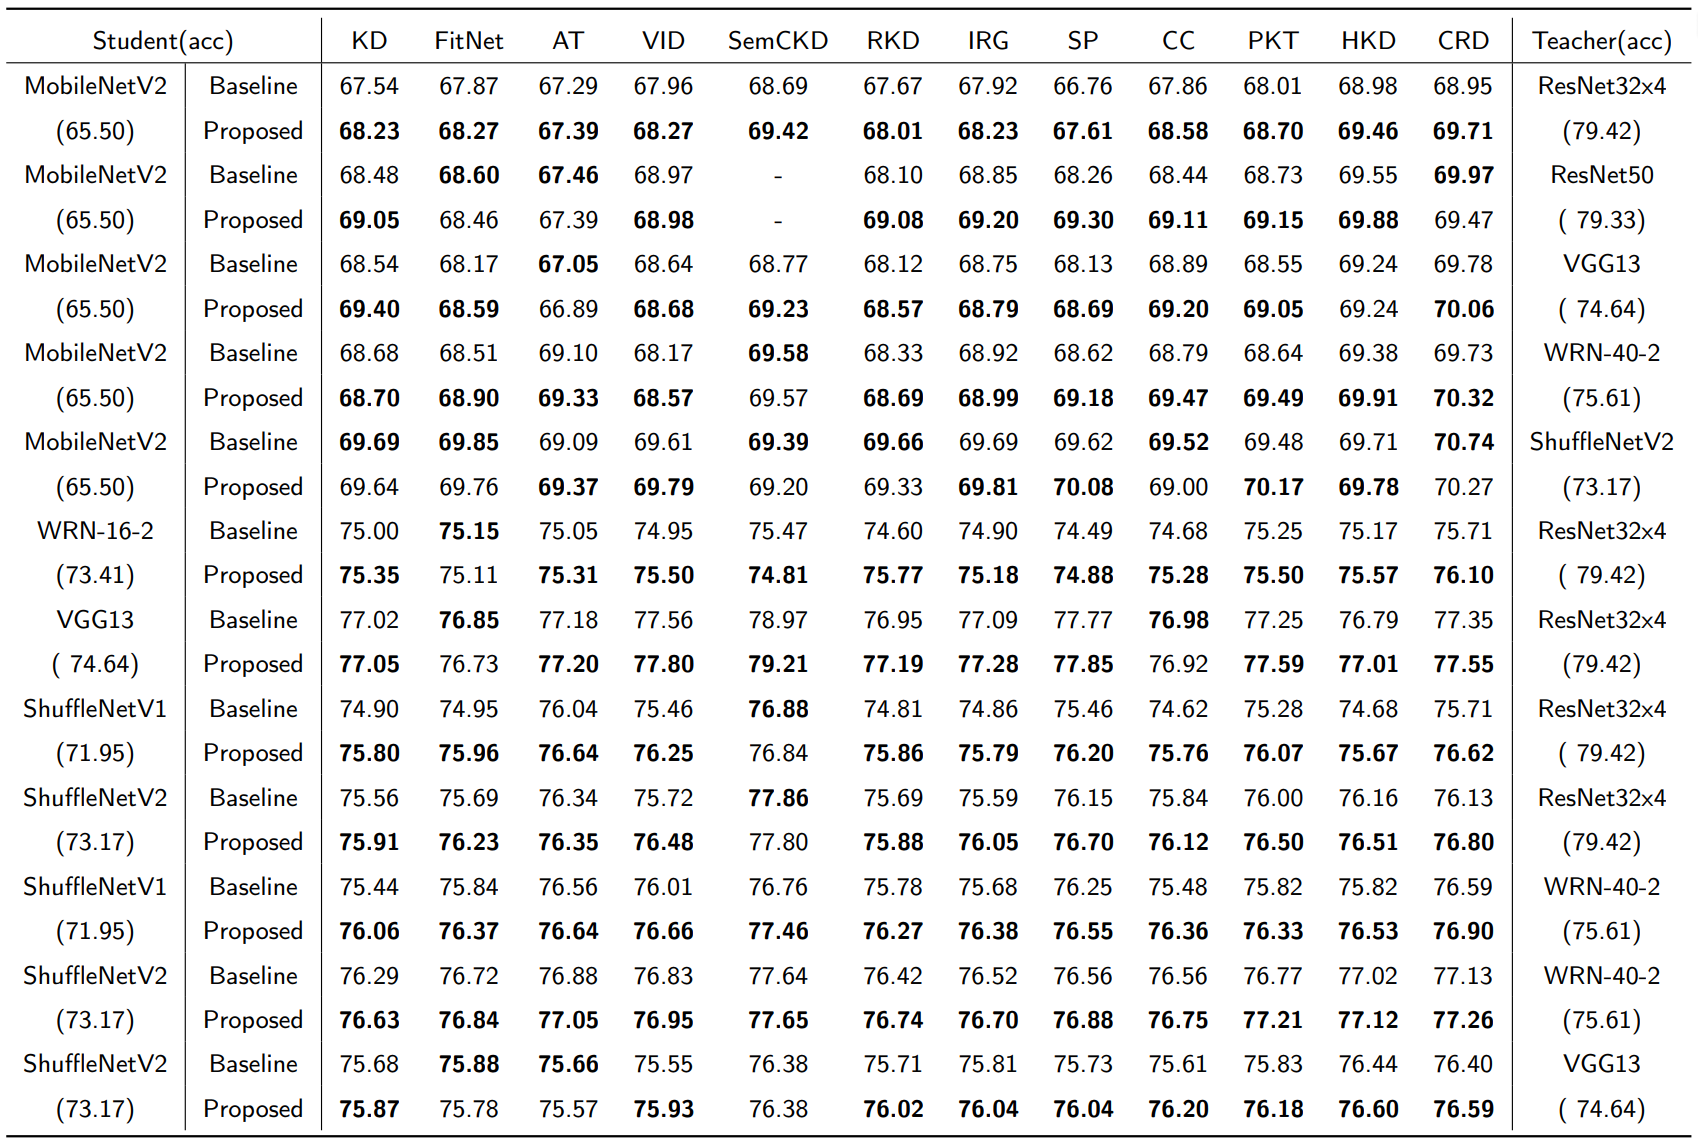 Student(acc) KD FitNet AT VID SemCKD RKD IRG SP CC PKT HKD CRD Teacher(acc)
MobileNetV2 Baseline 67.54 67.87 67.29 67.96 68.69 67.67 67.92 66.76 67.86 68.01 68.98 68.95 ResNet32x4
(65.50) Proposed 68.23 68.27 67.39 68.27 69.42 68.01 68.23 67.61 68.58 68.70 69.46 69.71 (79.42)
MobileNetV2 Baseline 68.48 68.60 67.46 68.97 - 68.10 68.85 68.26 68.44 68.73 69.55 69.97 ResNet50
(65.50) Proposed 69.05 68.46 67.39 68.98 - 69.08 69.20 69.30 69.11 69.15 69.88 69.47 ( 79.33)
MobileNetV2 Baseline 68.54 68.17 67.05 68.64 68.77 68.12 68.75 68.13 68.89 68.55 69.24 69.78 VGG13
(65.50) Proposed 69.40 68.59 66.89 68.68 69.23 68.57 68.79 68.69 69.20 69.05 69.24 70.06 ( 74.64)
MobileNetV2 Baseline 68.68 68.51 69.10 68.17 69.58 68.33 68.92 68.62 68.79 68.64 69.38 69.73 WRN-40-2
(65.50) Proposed 68.70 68.90 69.33 68.57 69.57 68.69 68.99 69.18 69.47 69.49 69.91 70.32 (75.61)
MobileNetV2 Baseline 69.69 69.85 69.09 69.61 69.39 69.66 69.69 69.62 69.52 69.48 69.71 70.74 ShuffleNetV2
(65.50) Proposed 69.64 69.76 69.37 69.79 69.20 69.33 69.81 70.08 69.00 70.17 69.78 70.27 (73.17)
WRN-16-2 Baseline 75.00 75.15 75.05 74.95 75.47 74.60 74.90 74.49 74.68 75.25 75.17 75.71 ResNet32x4
(73.41) Proposed 75.35 75.11 75.31 75.50 74.81 75.77 75.18 74.88 75.28 75.50 75.57 76.10 ( 79.42)
VGG13 Baseline 77.02 76.85 77.18 77.56 78.97 76.95 77.09 77.77 76.98 77.25 76.79 77.35 ResNet32x4
( 74.64) Proposed 77.05 76.73 77.20 77.80 79.21 77.19 77.28 77.85 76.92 77.59 77.01 77.55 (79.42)
ShuffleNetV1 Baseline 74.90 74.95 76.04 75.46 76.88 74.81 74.86 75.46 74.62 75.28 74.68 75.71 ResNet32x4
(71.95) Proposed 75.80 75.96 76.64 76.25 76.84 75.86 75.79 76.20 75.76 76.07 75.67 76.62 ( 79.42)
ShuffleNetV2 Baseline 75.56 75.69 76.34 75.72 77.86 75.69 75.59 76.15 75.84 76.00 76.16 76.13 ResNet32x4
(73.17) Proposed 75.91 76.23 76.35 76.48 77.80 75.88 76.05 76.70 76.12 76.50 76.51 76.80 (79.42)
ShuffleNetV1 Baseline 75.44 75.84 76.56 76.01 76.76 75.78 75.68 76.25 75.48 75.82 75.82 76.59 WRN-40-2
(71.95) Proposed 76.06 76.37 76.64 76.66 77.46 76.27 76.38 76.55 76.36 76.33 76.53 76.90 (75.61)
ShuffleNetV2 Baseline 76.29 76.72 76.88 76.83 77.64 76.42 76.52 76.56 76.56 76.77 77.02 77.13 WRN-40-2
(73.17) Proposed 76.63 76.84 77.05 76.95 77.65 76.74 76.70 76.88 76.75 77.21 77.12 77.26 (75.61)
ShuffleNetV2 Baseline 75.68 75.88 75.66 75.55 76.38 75.71 75.81 75.73 75.61 75.83 76.44 76.40 VGG13
(73.17) Proposed 75.87 75.78 75.57 75.93 76.38 76.02 76.04 76.04 76.20 76.18 76.60 76.59 ( 74.64)